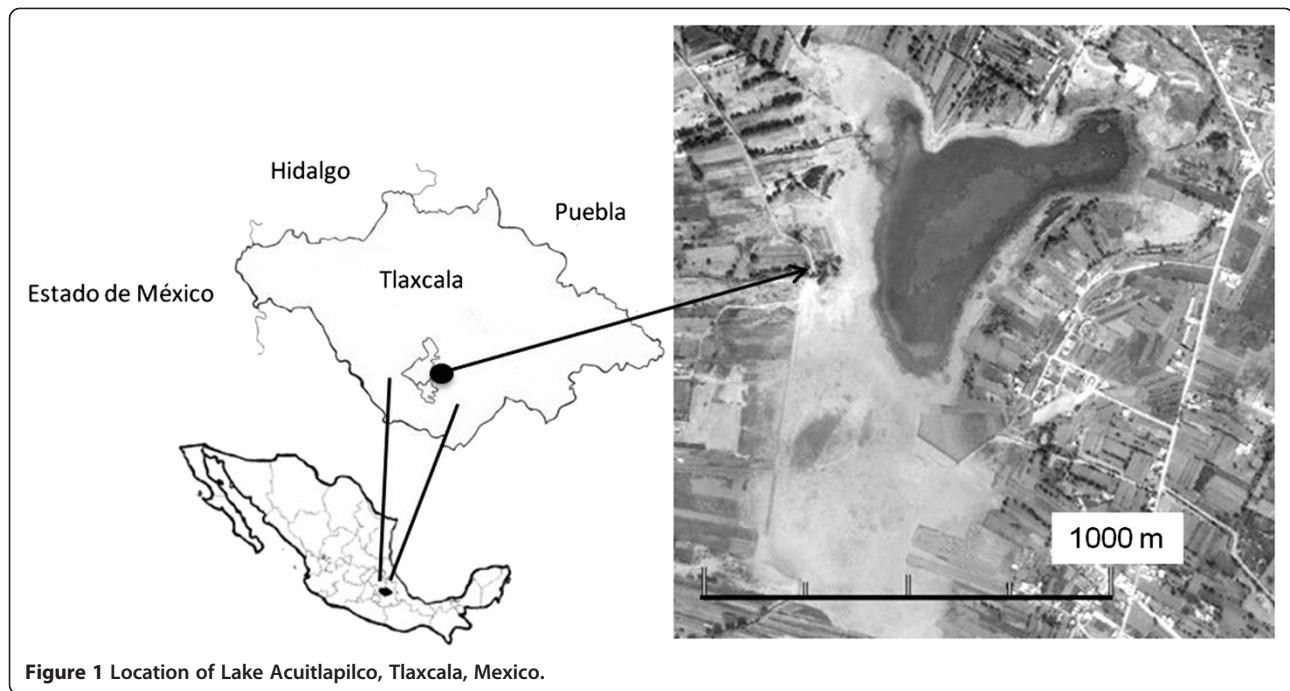 Hidalgo
Puebla
Tlaxcala
Estado de México
1000 m
Figure 1 Location of Lake Acuitlapilco, Tlaxcala, Mexico.